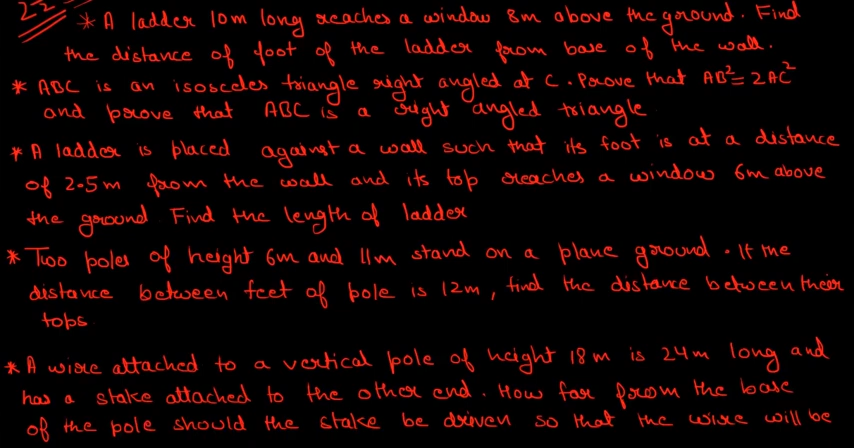 22
* A ladder 10m long reaches a window 8m above the ground. Find
the distance of foot of the ladder from base of the wall.
* ABC is an isosceles triangle right angled at C. Prove that AB²=2AC²
and prove that ABC is a right angled triangle
* A ladder is placed against a wall such that its foot is at a distance
of 2.5m from the wall and its top reaches a window 6m above
the ground Find the length of ladder
* Two poles of height 6m and 11m stand on a plane ground. If the
distance between feet of pole is 12m, find the distance between their
tops
* A wire attached to a vertical pole of height 18m is 24m long and
has a stake attached to the other end. How far from the base
of the pole should the stake be driven so that the wire will be